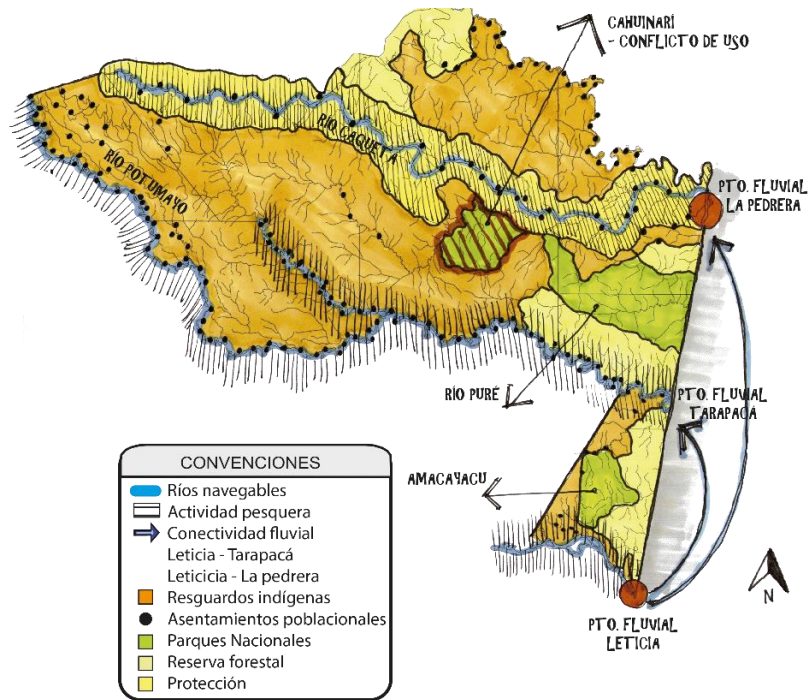 CAHUINARÍ
- CONFLICTO DE USO
RÍO CAQUETA
RÍO POTUMAYO
PTO. FLUVIAL
LA PEDRERA
RÍO PURÉ
PTO. FLUVIAL
TARAPACÁ
AMACAYACU
PTO. FLUVIAL
LETICIA
N
CONVENCIONES
Ríos navegables
Actividad pesquera
Conectividad fluvial
Leticia - Tarapacá
Leticicia - La pedrera
Resguardos indígenas
Asentamientos poblacionales
Parques Nacionales
Reserva forestal
Protección